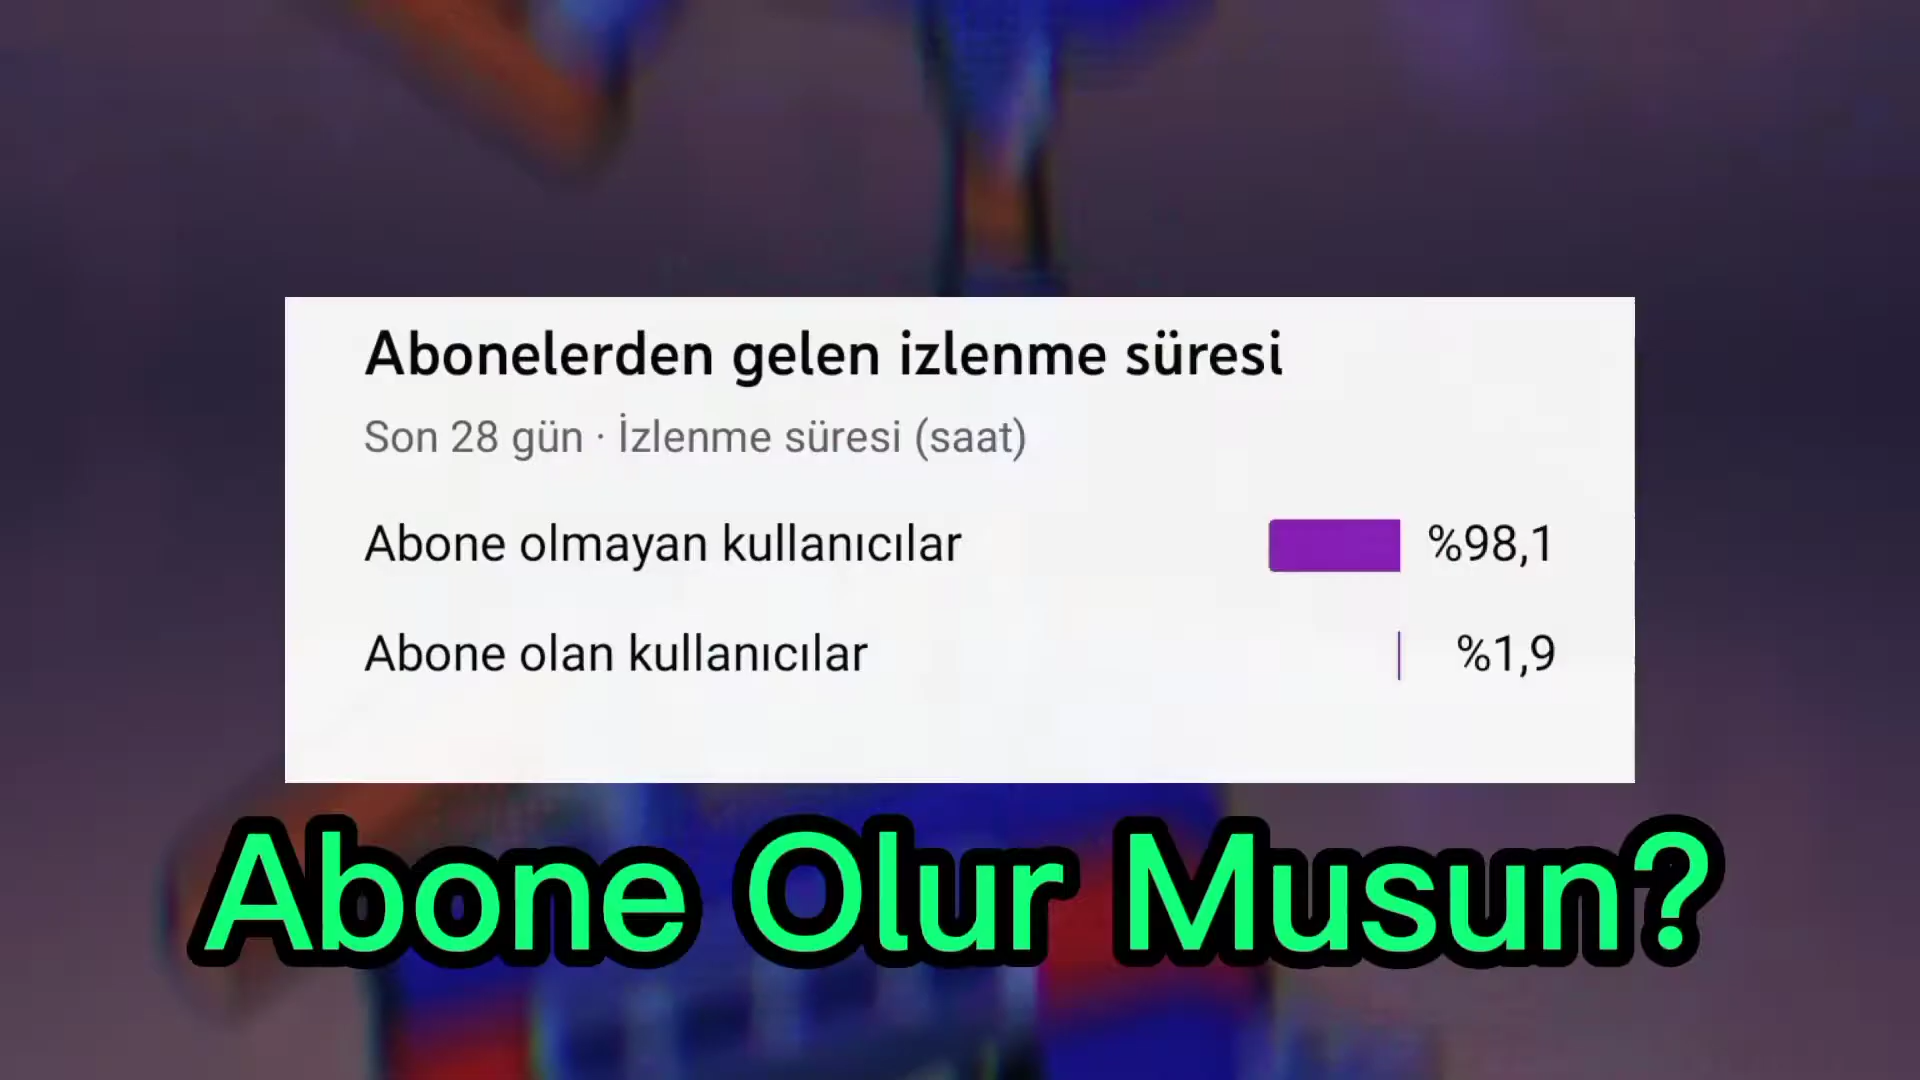 Abonelerden gelen izlenme süresi
Son 28 gün · İzlenme süresi (saat)
Abone olmayan kullanıcılar %98,1
Abone olan kullanıcılar %1,9
Abone Olur Musun?